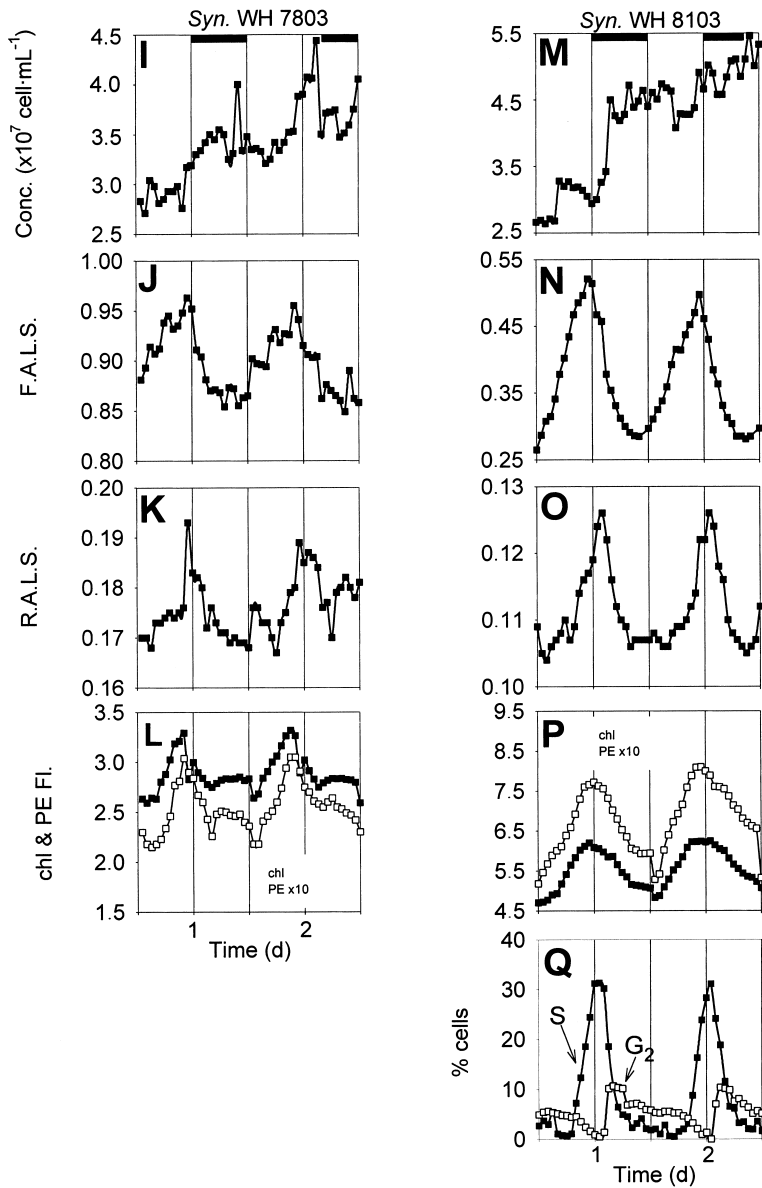 Syn. WH 7803
Syn. WH 8103
I
Conc. (x10⁷ cell·mL⁻¹)
4.5
4.0
3.5
3.0
2.5
M
5.5
4.5
3.5
2.5
J
F.A.L.S.
1.00
0.95
0.90
0.85
0.80
N
0.55
0.45
0.35
0.25
K
R.A.L.S.
0.20
0.19
0.18
0.17
0.16
O
0.13
0.12
0.11
0.10
L
chl & PE Fl.
3.5
3.0
2.5
2.0
1.5
chl
PE x10
1
2
Time (d)
P
9.5
8.5
7.5
6.5
5.5
4.5
chl
PE x10
Q
% cells
40
30
20
10
0
S
G₂
1
2
Time (d)